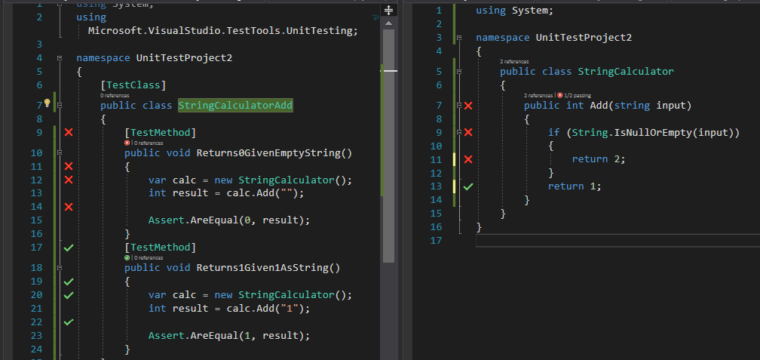 using System;
using
Microsoft.VisualStudio.TestTools.UnitTesting;
namespace UnitTestProject2
{
[TestClass]
0 references
public class StringCalculatorAdd
{
[TestMethod]
| 0 references
public void Returns0GivenEmptyString()
{
var calc = new StringCalculator();
int result = calc.Add("");
Assert.AreEqual(0, result);
}
[TestMethod]
| 0 references
public void Returns1Given1AsString()
{
var calc = new StringCalculator();
int result = calc.Add("1");
Assert.AreEqual(1, result);
}
1
2
3
4
5
6
7
8
9
10
11
12
13
14
15
16
17
18
19
20
21
22
23
24
using System;
namespace UnitTestProject2
{
2 references
public class StringCalculator
{
2 references | 1/2 passing
public int Add(string input)
{
if (String.IsNullOrEmpty(input))
{
return 2;
}
return 1;
}
}
}
1
2
3
4
5
6
7
8
9
10
11
12
13
14
15
16
17